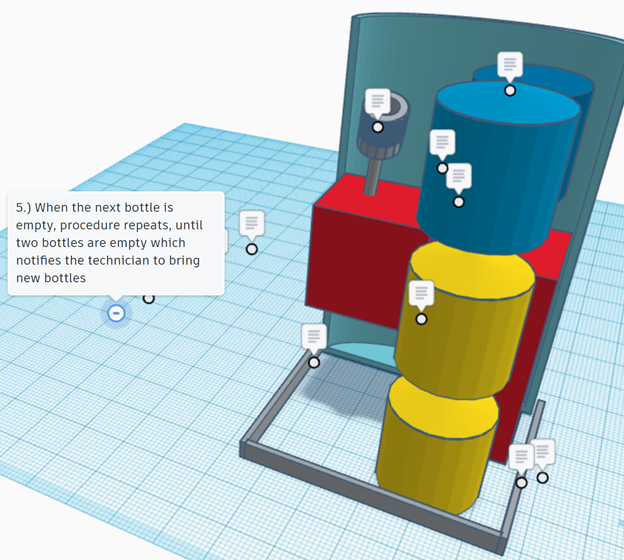 5.) When the next bottle is
empty, procedure repeats, until
two bottles are empty which
notifies the technician to bring
new bottles